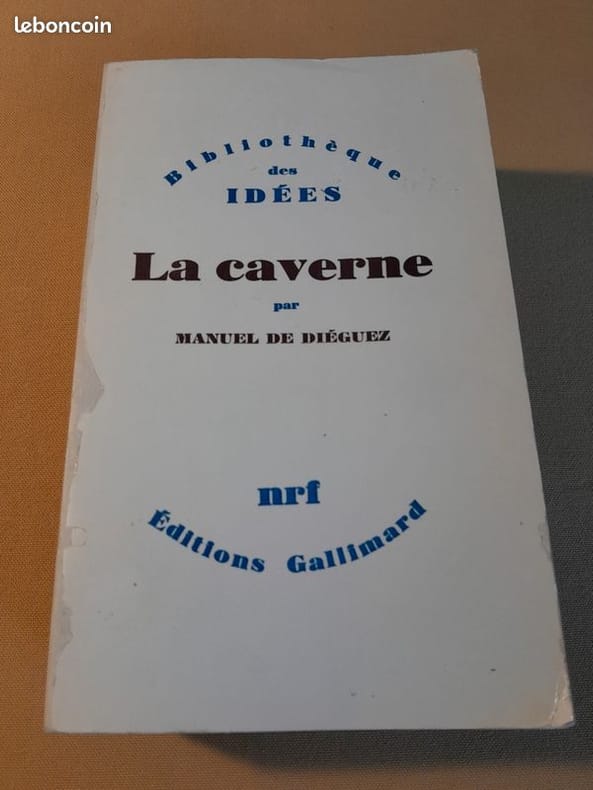 leboncoin
Bibliothèque
des
IDÉES
La caverne
par
MANUEL DE DIÉGUEZ
nrf
Éditions Gallimard